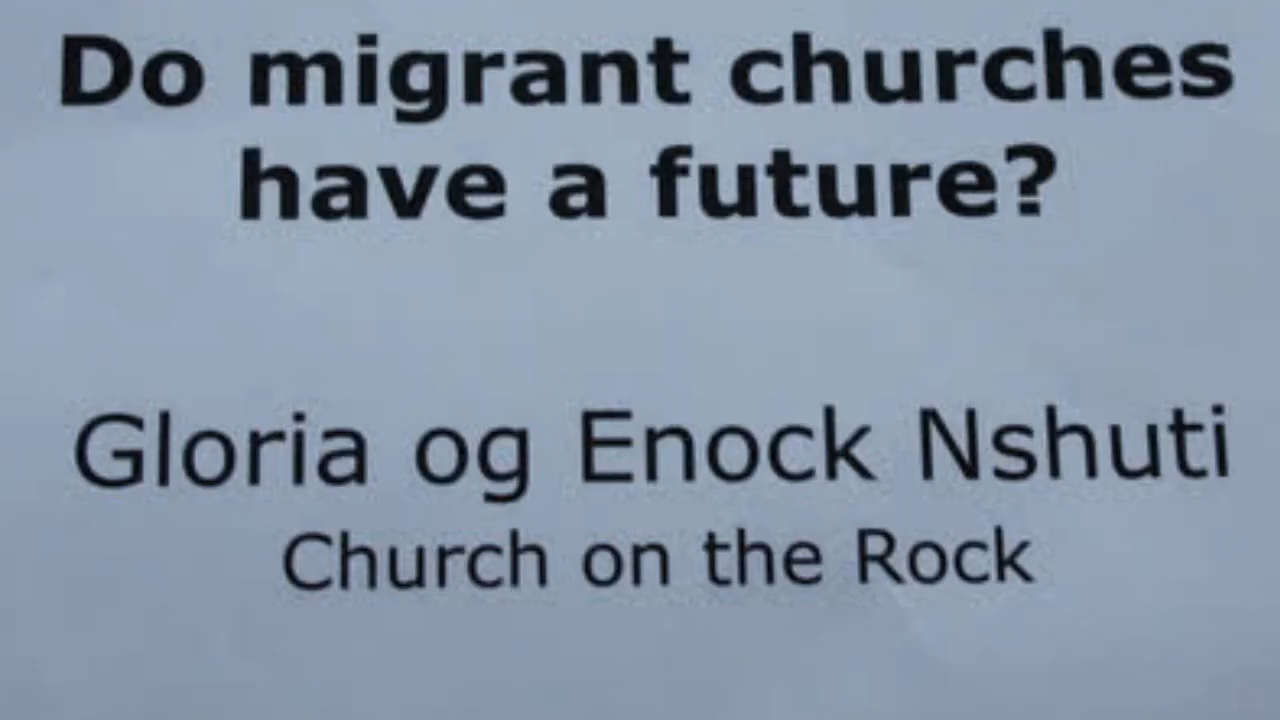 Do migrant churches
have a future?
Gloria og Enock Nshuti
Church on the Rock